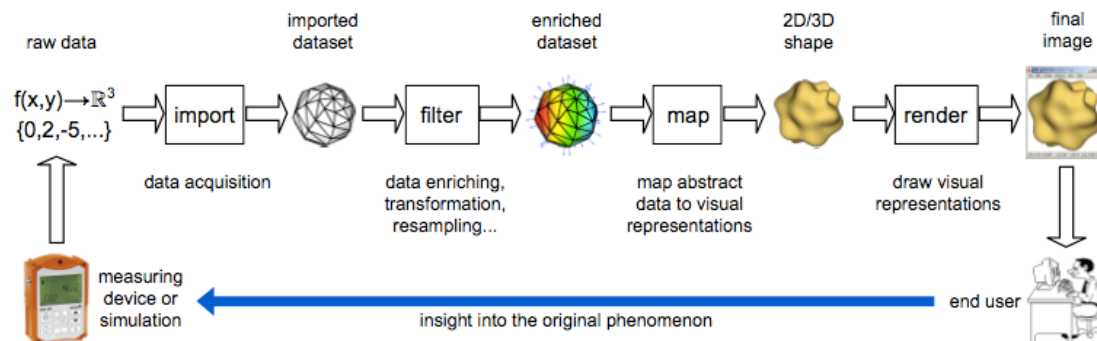 raw data
imported
dataset
enriched
dataset
2D/3D
shape
final
image
f(x,y)→ℝ³
{0,2,-5,...}
import
filter
map
render
data acquisition
data enriching,
transformation,
resampling...
map abstract
data to visual
representations
draw visual
representations
measuring
device or
simulation
insight into the original phenomenon
end user